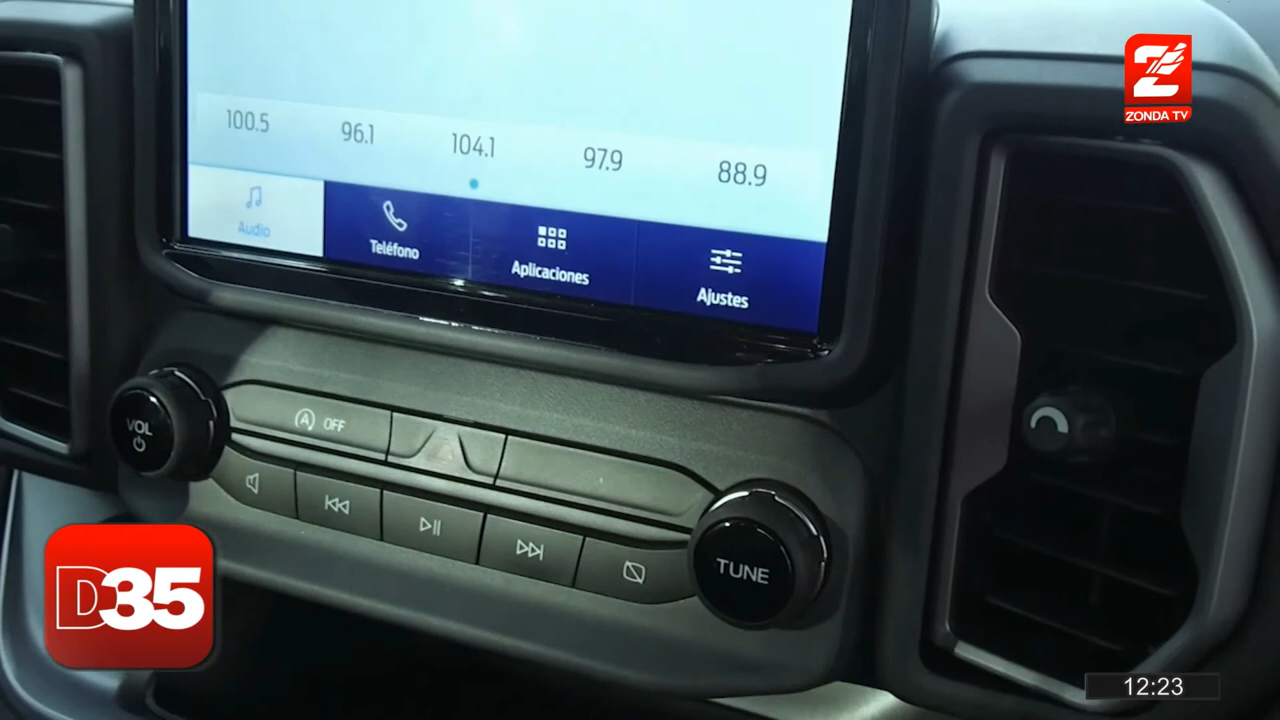 ZONDA TV
100.5 96.1 104.1 97.9 88.9
Audio Teléfono Aplicaciones Ajustes
VOL
A OFF
TUNE
D35
12:23